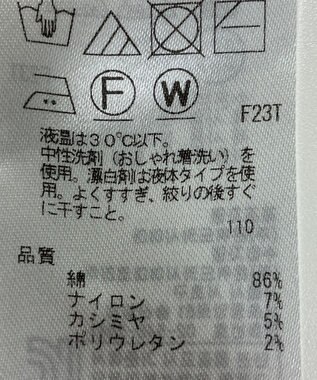 F
W
F23T
液温は30℃以下。
中性洗剤（おしゃれ着洗い）を
使用。漂白剤は液体タイプを使
用。よくすすぎ、絞りの後すぐ
に干すこと。
110
品質
綿 86%
ナイロン 7%
カシミヤ 5%
ポリウレタン 2%